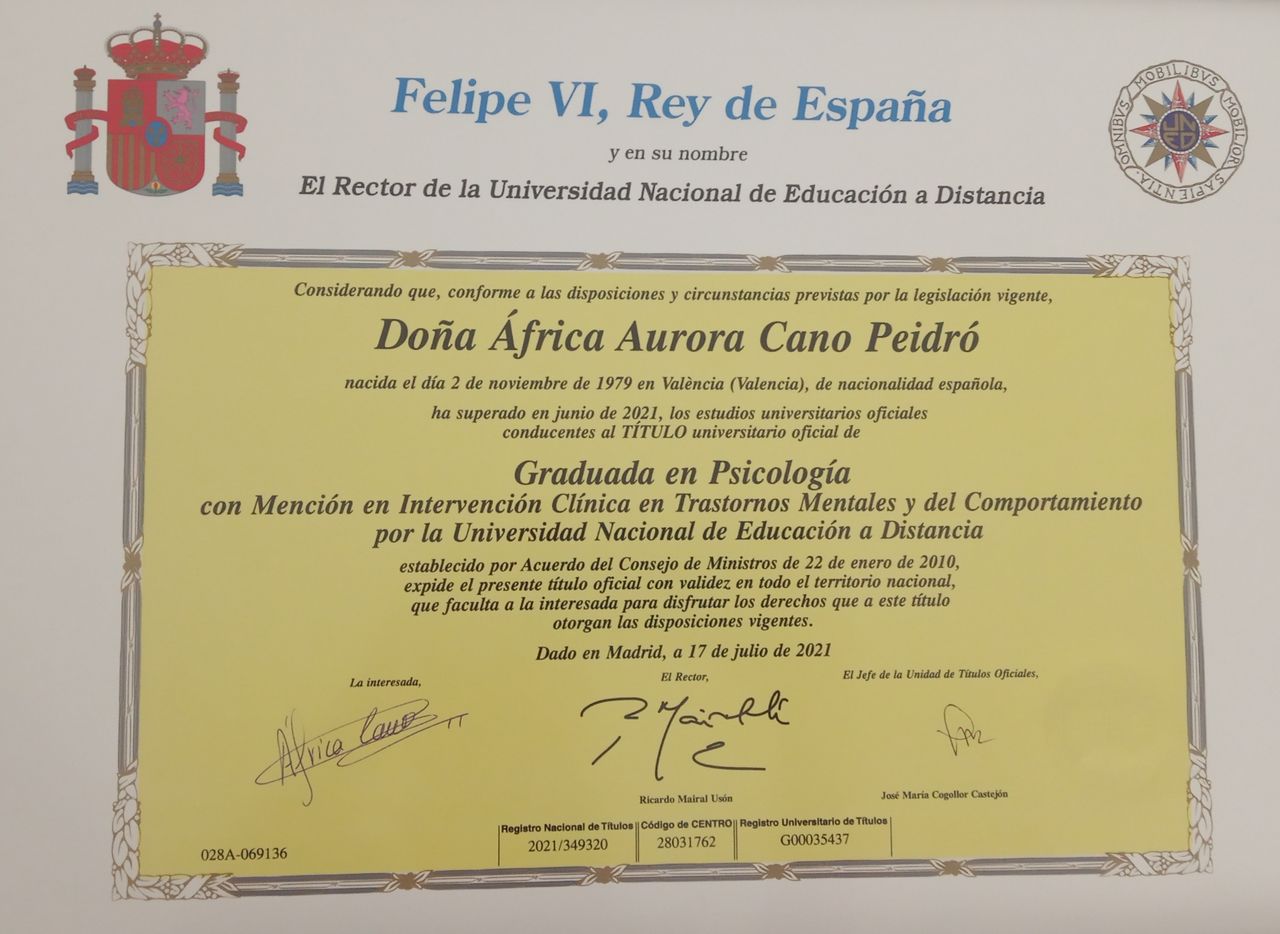 Felipe VI, Rey de España
y en su nombre
El Rector de la Universidad Nacional de Educación a Distancia
OMNIBVS MOBILIBVS MOBILIOR SAPIENTIA
UNED
Considerando que, conforme a las disposiciones y circunstancias previstas por la legislación vigente,
Doña África Aurora Cano Peidró
nacida el día 2 de noviembre de 1979 en València (Valencia), de nacionalidad española,
ha superado en junio de 2021, los estudios universitarios oficiales
conducentes al TÍTULO universitario oficial de
Graduada en Psicología
con Mención en Intervención Clínica en Trastornos Mentales y del Comportamiento
por la Universidad Nacional de Educación a Distancia
establecido por Acuerdo del Consejo de Ministros de 22 de enero de 2010,
expide el presente título oficial con validez en todo el territorio nacional,
que faculta a la interesada para disfrutar los derechos que a este título
otorgan las disposiciones vigentes.
Dado en Madrid, a 17 de julio de 2021
La interesada,
El Rector,
El Jefe de la Unidad de Títulos Oficiales,
África Cano
R Mairal
Ricardo Mairal Usón
José María Cogollor Castejón
Registro Nacional de Títulos
2021/349320
Código de CENTRO
28031762
Registro Universitario de Títulos
G00035437
028A-069136